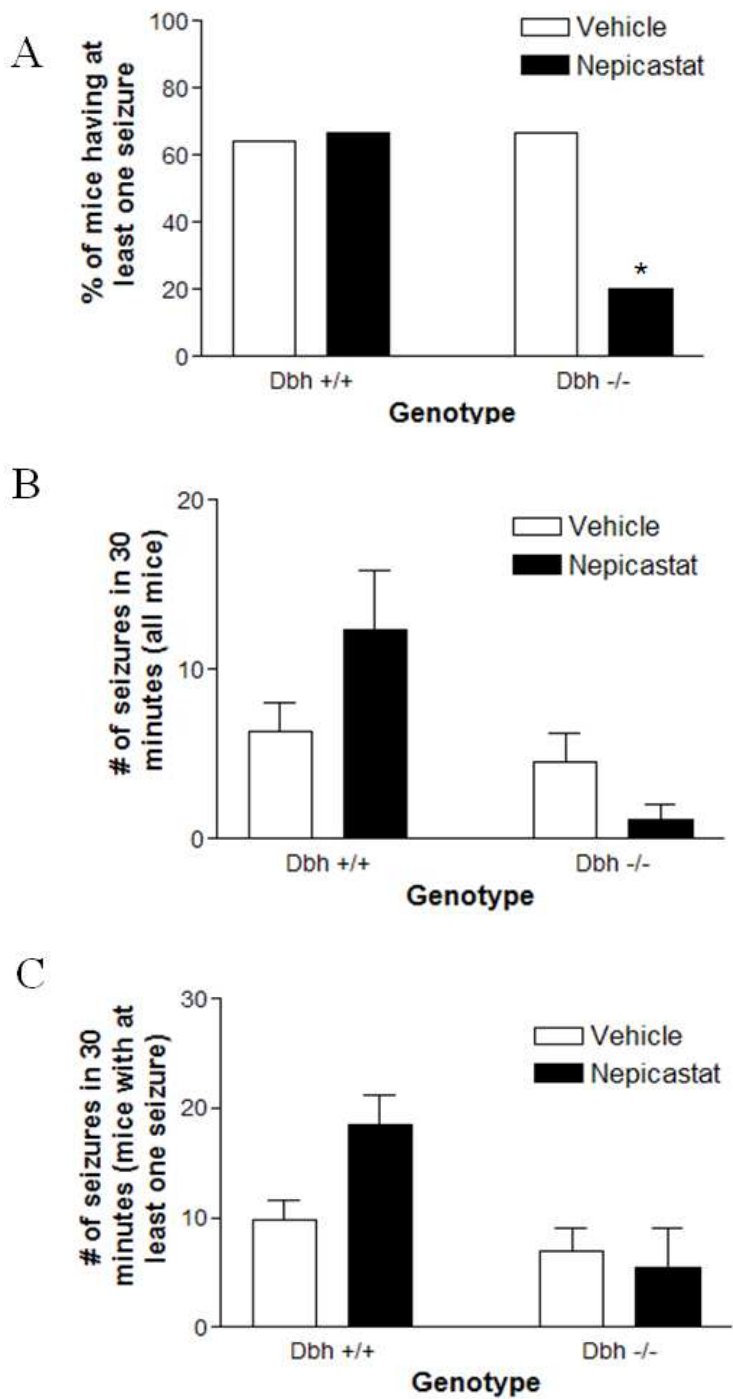 A
% of mice having at
least one seizure
100
80
60
40
20
0
Vehicle
Nepicastat
*
Dbh +/+
Dbh -/-
Genotype
B
# of seizures in 30
minutes (all mice)
20
10
0
Vehicle
Nepicastat
Dbh +/+
Dbh -/-
Genotype
C
# of seizures in 30
minutes (mice with at
least one seizure)
30
20
10
0
Vehicle
Nepicastat
Dbh +/+
Dbh -/-
Genotype